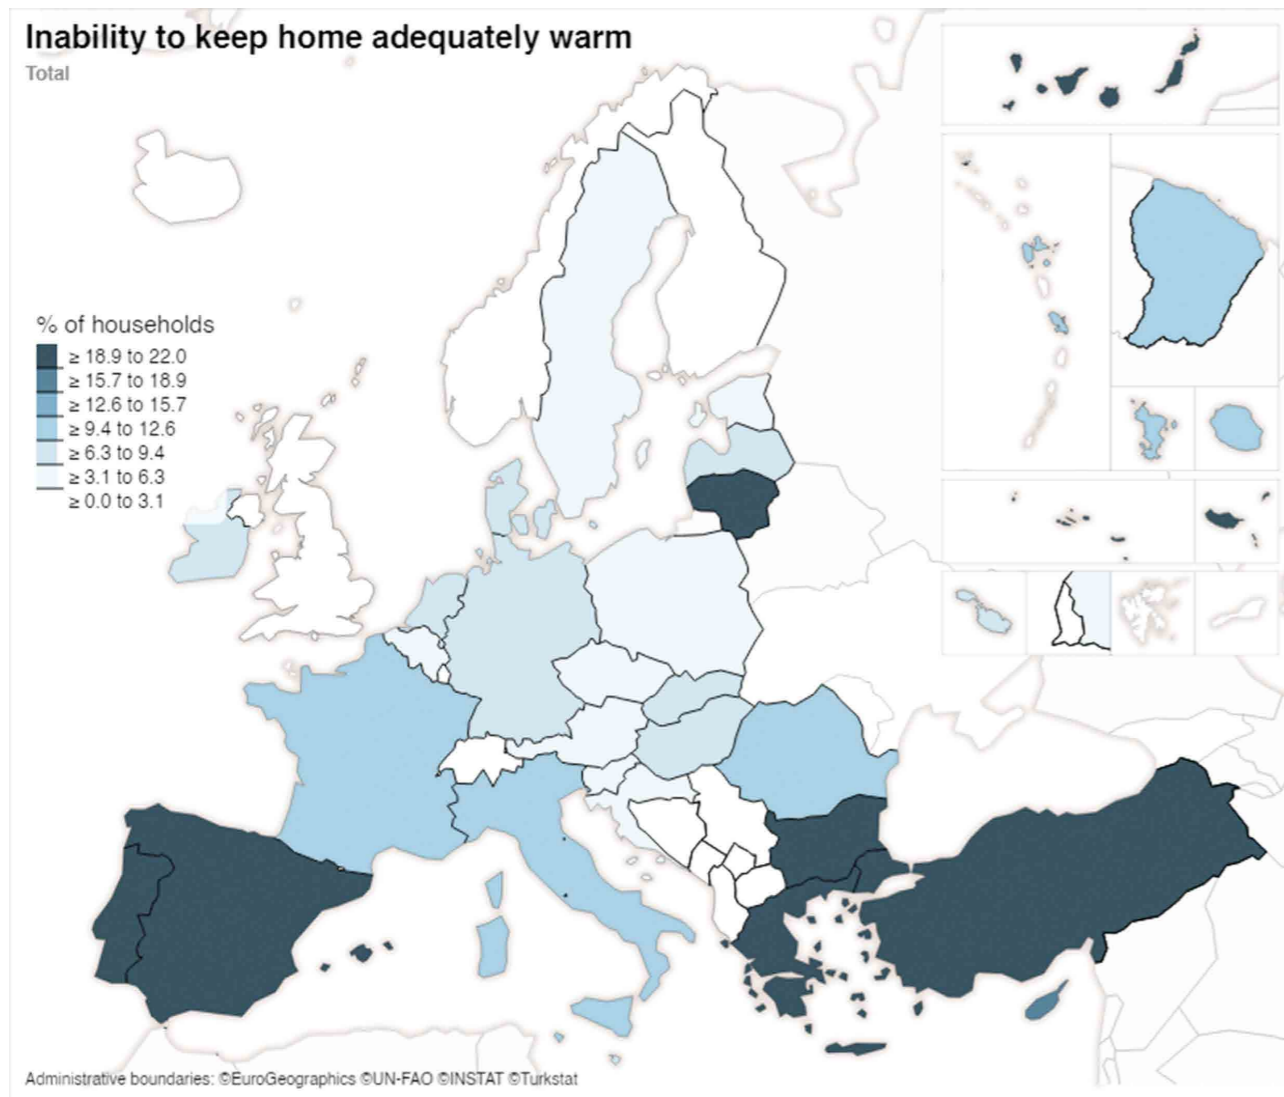 Inability to keep home adequately warm
Total
% of households
≥ 18.9 to 22.0
≥ 15.7 to 18.9
≥ 12.6 to 15.7
≥ 9.4 to 12.6
≥ 6.3 to 9.4
≥ 3.1 to 6.3
≥ 0.0 to 3.1
Administrative boundaries: ©EuroGeographics ©UN-FAO ©INSTAT ©Turkstat